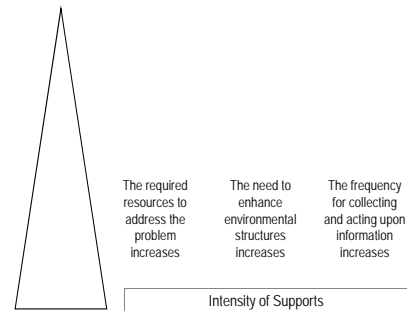 The required
resources to
address the
problem
increases
The need to
enhance
environmental
structures
increases
The frequency
for collecting
and acting upon
information
increases
Intensity of Supports